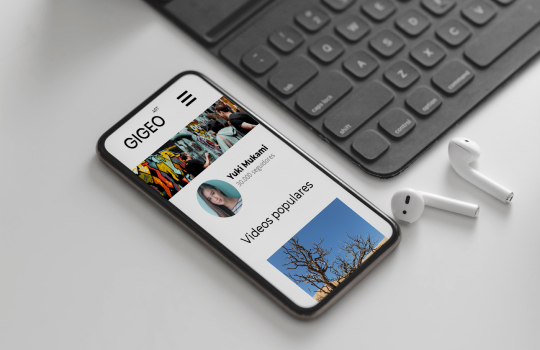 GIGEO
ART
Yuki Mukami
30,000 seguidores
Videos populares
Q
W
A
S
X
C
V
Z
tab
caps lock
shift
control
option
command